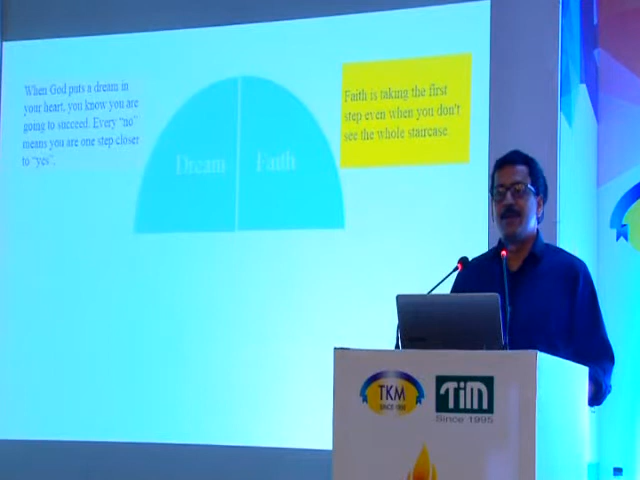 When God puts a dream in
your heart, you know you are
going to succeed. Every "no"
means you are one step closer
to "yes".
Dream
Faith
Faith is taking the first
step even when you don't
see the whole staircase.
TKM
TiM
Since 1995